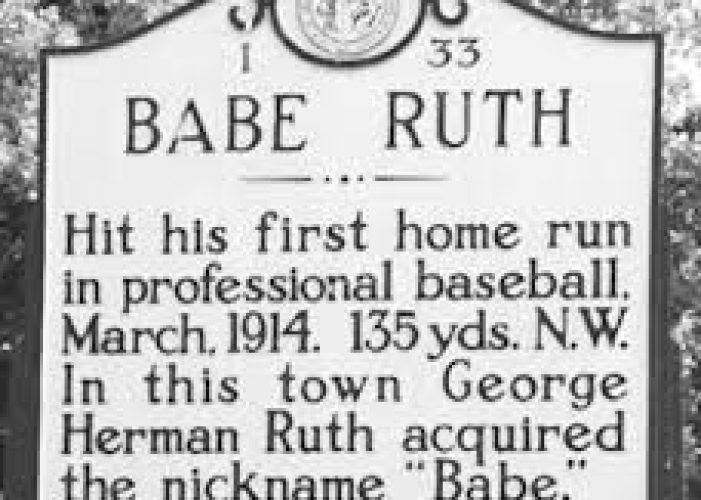 1 33
BABE RUTH
Hit his first home run
in professional baseball,
March, 1914. 135 yds. N.W.
In this town George
Herman Ruth acquired
the nickname "Babe."